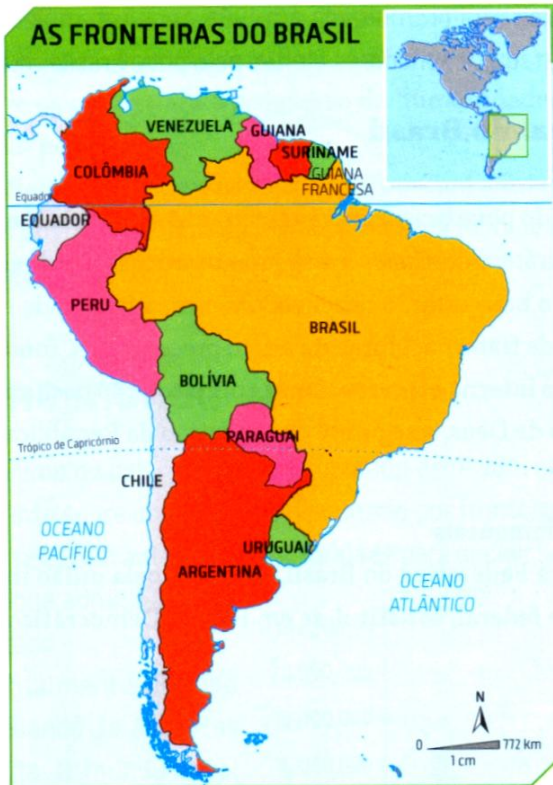 AS FRONTEIRAS DO BRASIL
VENEZUELA
GUIANA
SURINAME
GUIANA
FRANCESA
COLÔMBIA
Equador
EQUADOR
PERU
BRASIL
BOLÍVIA
PARAGUAI
Trópico de Capricórnio
CHILE
OCEANO
PACÍFICO
URUGUAI
ARGENTINA
OCEANO
ATLÂNTICO
N
0 772 km
1 cm